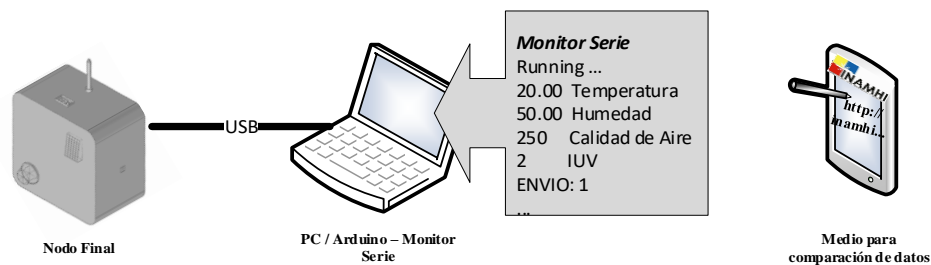 Monitor Serie
Running ...
20.00 Temperatura
50.00 Humedad
250 Calidad de Aire
2 IUV
ENVIO: 1
...
USB
INAMHI
http://
inamhi...
Nodo Final
PC / Arduino – Monitor
Serie
Medio para
comparación de datos